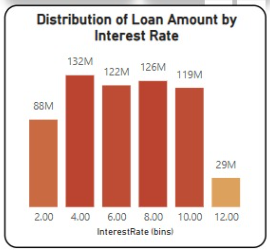 Distribution of Loan Amount by
Interest Rate
132M
126M
122M
119M
88M
29M
2.00 4.00 6.00 8.00 10.00 12.00
InterestRate (bins)